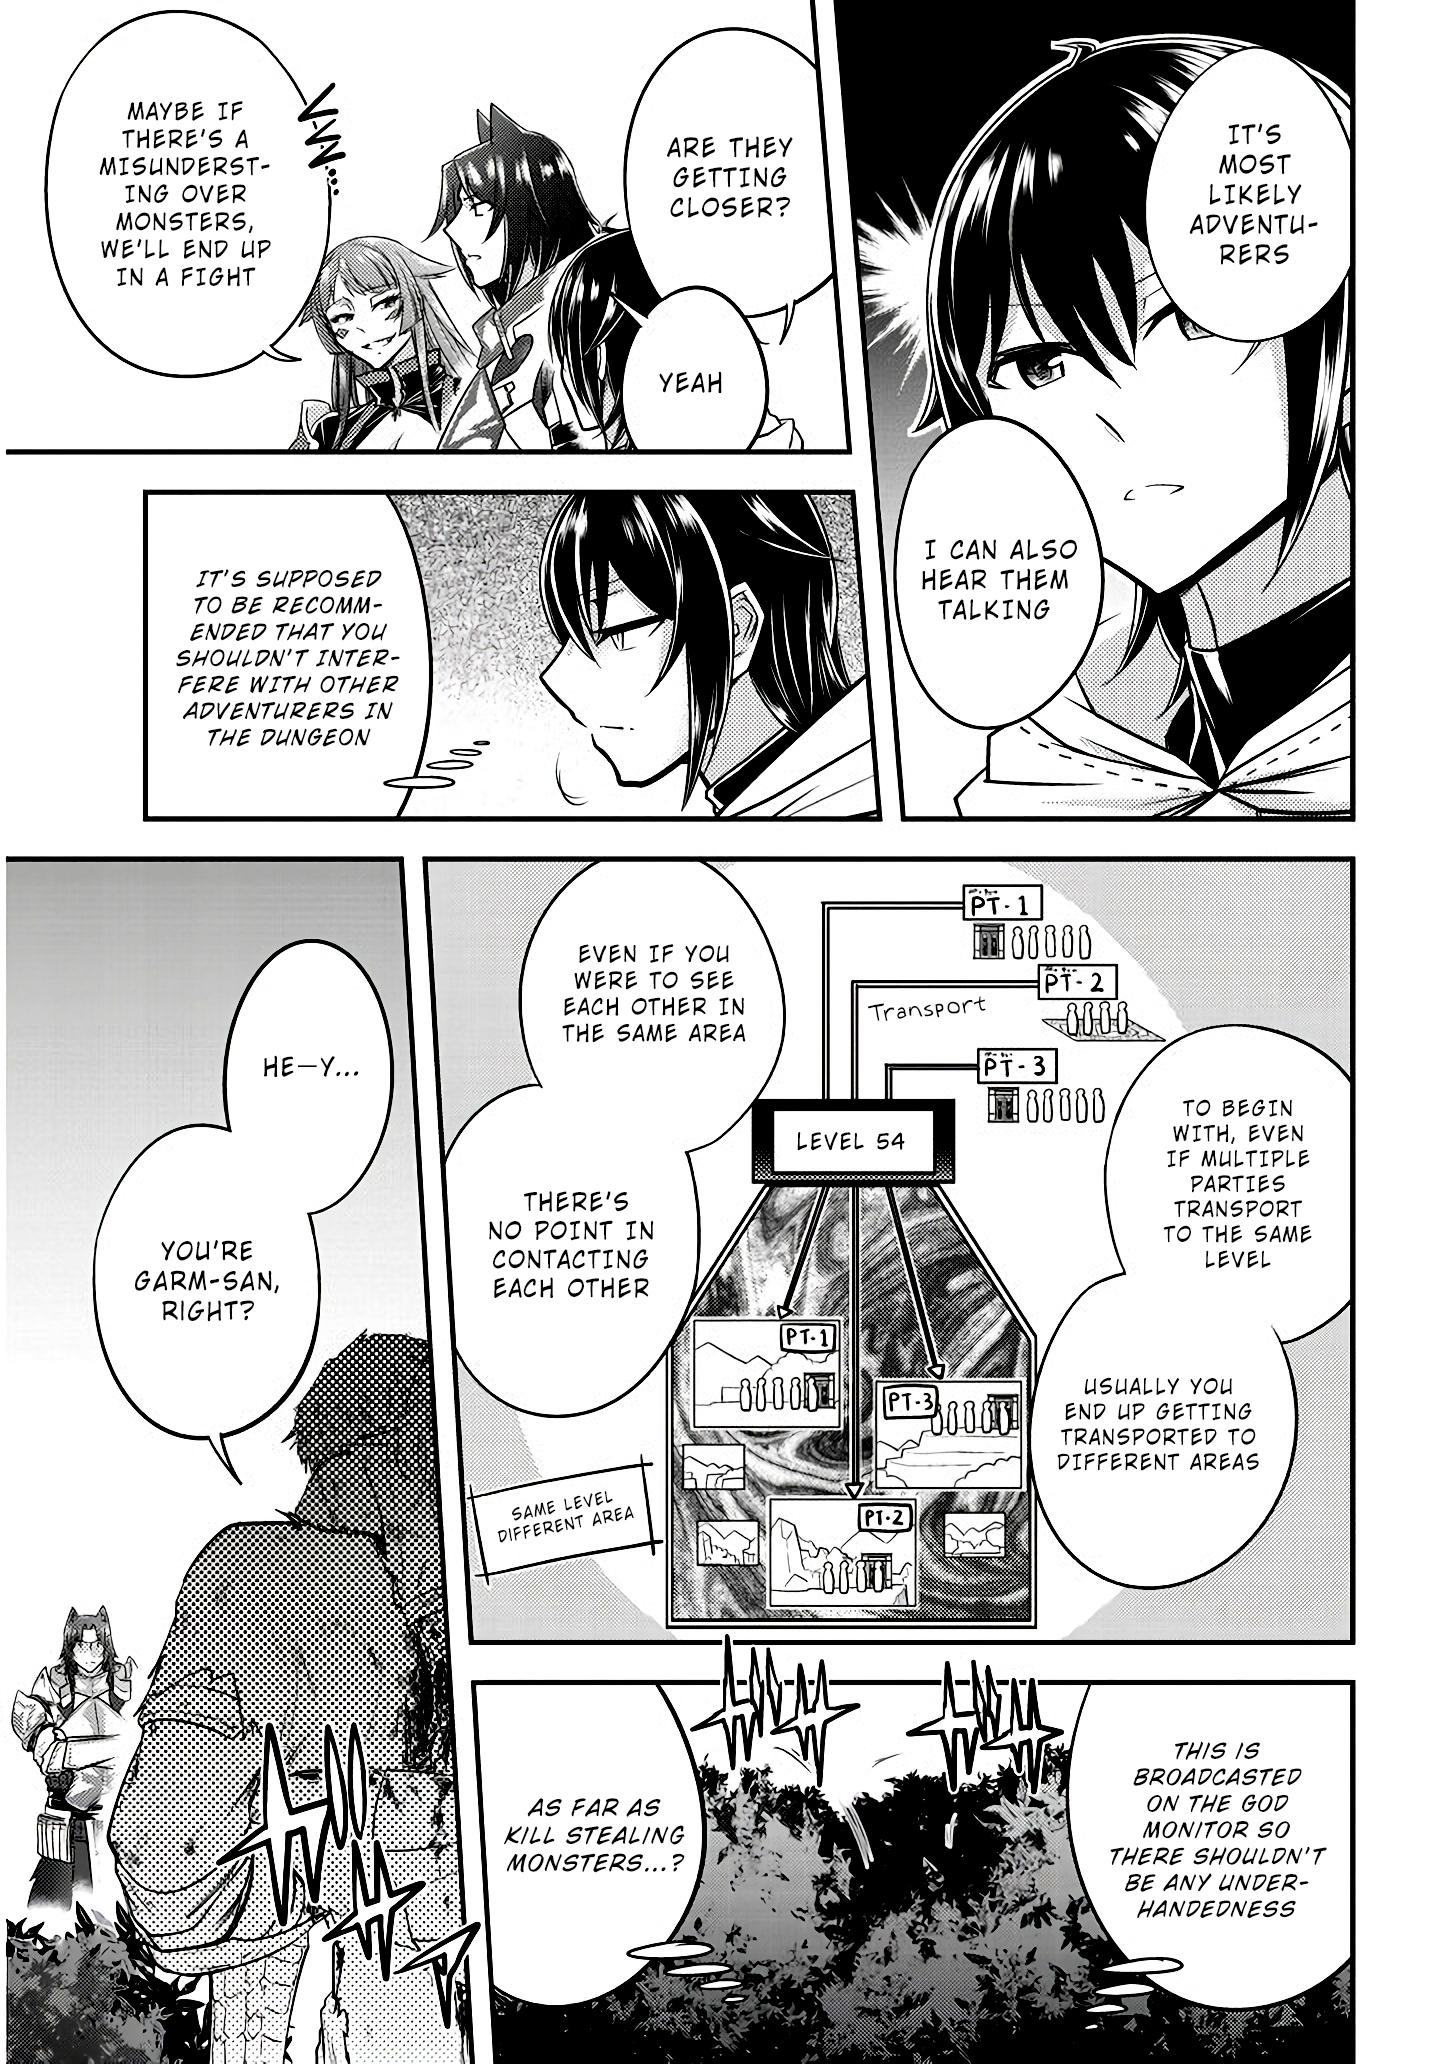 IT'S
MOST
LIKELY
ADVENTU-
RERS
I CAN ALSO
HEAR THEM
TALKING
ARE THEY
GETTING
CLOSER?
YEAH
MAYBE IF
THERE'S A
MISUNDERST-
ING OVER
MONSTERS,
WE'LL END UP
IN A FIGHT
IT'S SUPPOSED
TO BE RECOMM-
ENDED THAT YOU
SHOULDN'T INTER-
FERE WITH OTHER
ADVENTURERS IN
THE DUNGEON
TO BEGIN
WITH, EVEN
IF MULTIPLE
PARTIES
TRANSPORT
TO THE SAME
LEVEL
USUALLY YOU
END UP GETTING
TRANSPORTED TO
DIFFERENT AREAS
PT-1
PT-2
Transport
PT-3
LEVEL 54
PT-1
PT-3
PT-2
SAME LEVEL
DIFFERENT AREA
EVEN IF YOU
WERE TO SEE
EACH OTHER IN
THE SAME AREA
THERE'S
NO POINT IN
CONTACTING
EACH OTHER
THIS IS
BROADCASTED
ON THE GOD
MONITOR SO
THERE SHOULDN'T
BE ANY UNDER-
HANDEDNESS
AS FAR AS
KILL STEALING
MONSTERS...?
HE-Y...
YOU'RE
GARM-SAN,
RIGHT?